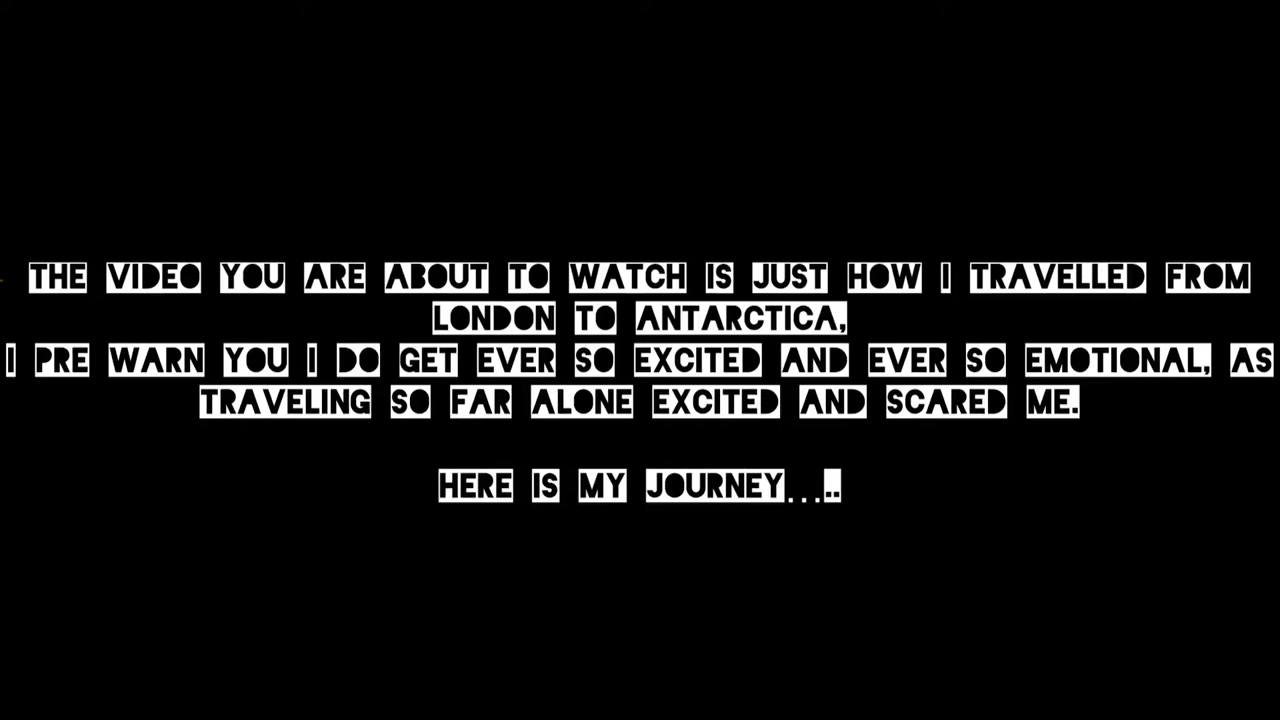 THE VIDEO YOU ARE ABOUT TO WATCH IS JUST HOW I TRAVELLED FROM
LONDON TO ANTARCTICA,
I PRE WARN YOU I DO GET EVER SO EXCITED AND EVER SO EMOTIONAL, AS
TRAVELING SO FAR ALONE EXCITED AND SCARED ME.
HERE IS MY JOURNEY.....